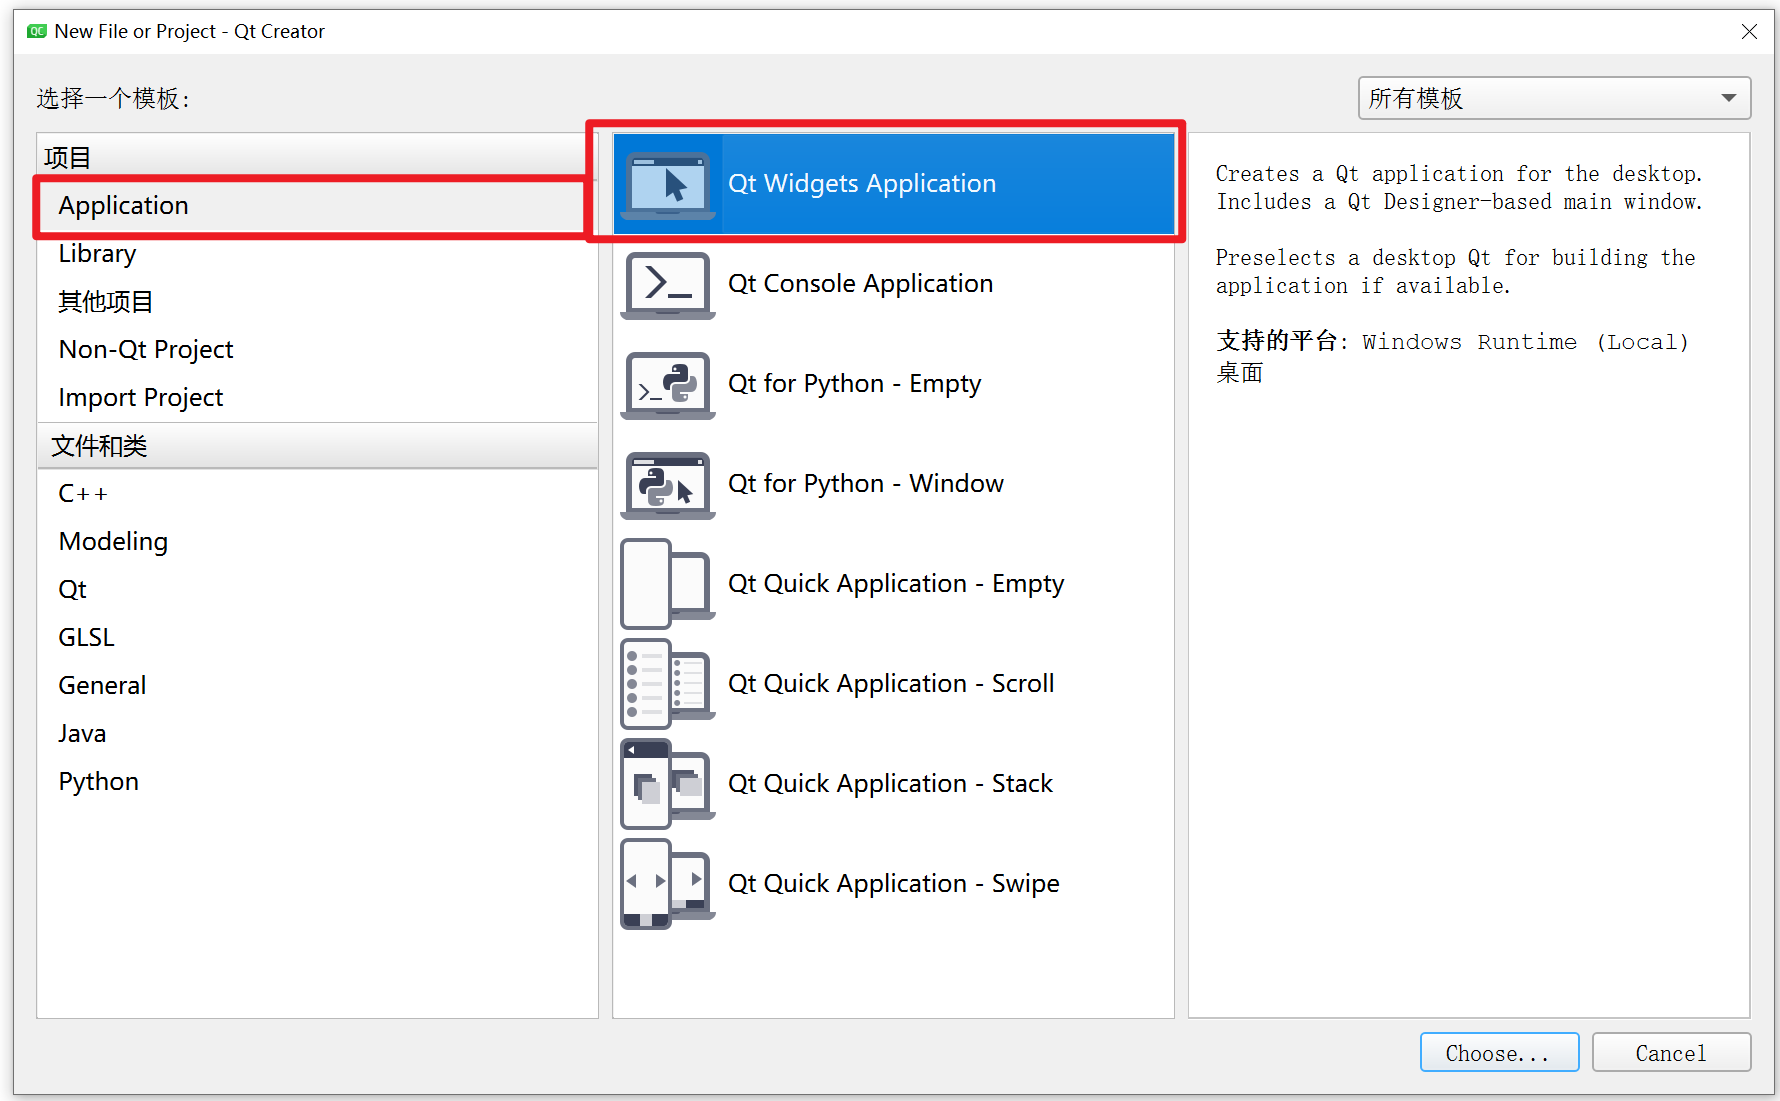 New File or Project - Qt Creator
选择一个模板:
所有模板
项目
Application
Library
其他项目
Non-Qt Project
Import Project
文件和类
C++
Modeling
Qt
GLSL
General
Java
Python
Qt Widgets Application
Qt Console Application
Qt for Python - Empty
Qt for Python - Window
Qt Quick Application - Empty
Qt Quick Application - Scroll
Qt Quick Application - Stack
Qt Quick Application - Swipe
Creates a Qt application for the desktop.
Includes a Qt Designer-based main window.
Preselects a desktop Qt for building the
application if available.
支持的平台: Windows Runtime (Local)
桌面
Choose...
Cancel